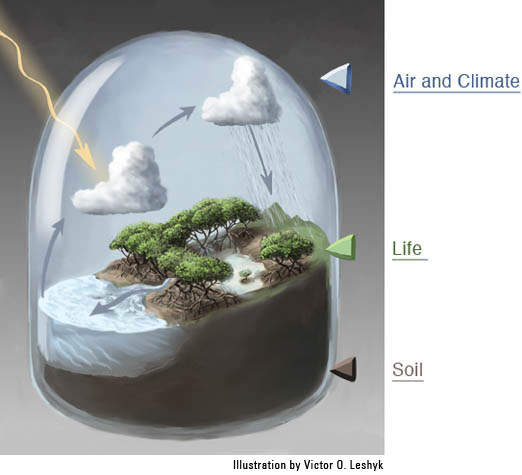 Air and Climate
Life
Soil
Illustration by Victor O. Leshyk